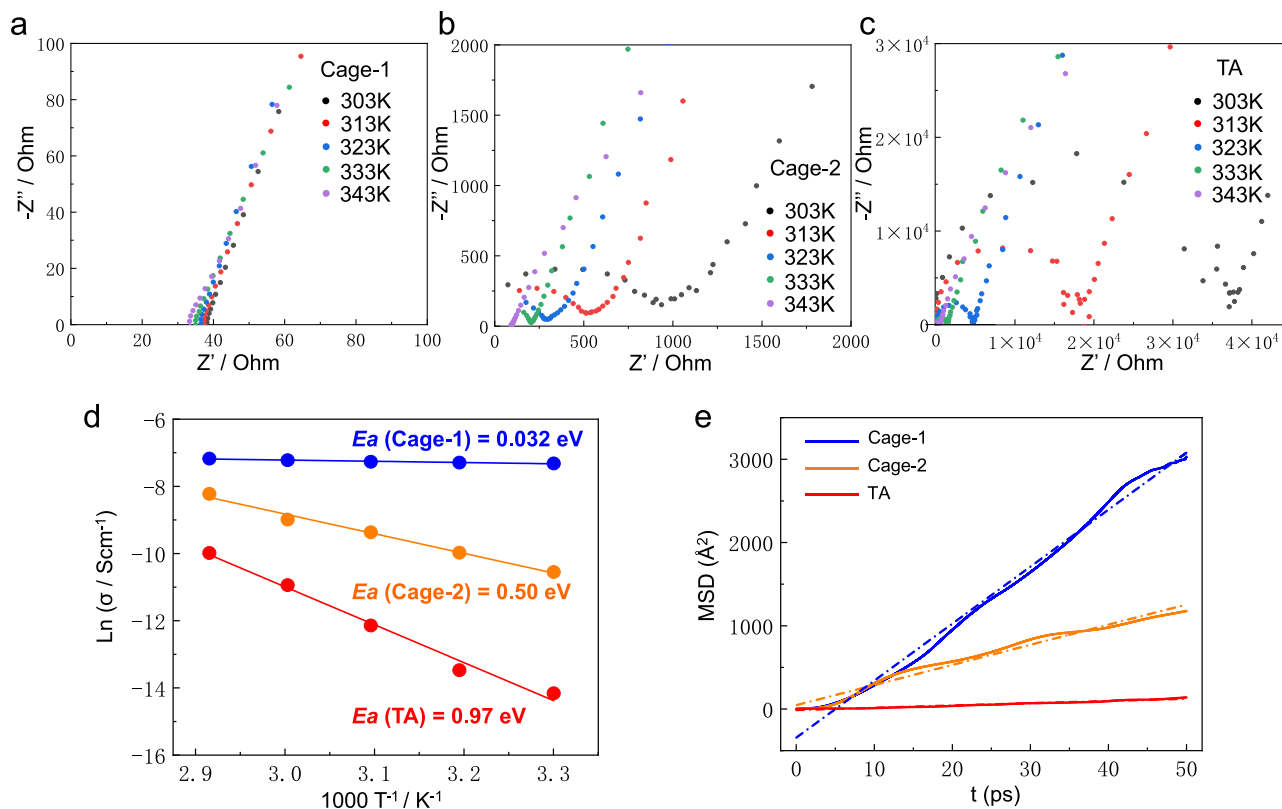 a
100
80
60
40
20
0
-Z'' / Ohm
0
20
40
60
80
100
Z' / Ohm
Cage-1
303K
313K
323K
333K
343K
b
2000
1500
1000
500
0
-Z'' / Ohm
0
500
1000
1500
2000
Z' / Ohm
Cage-2
303K
313K
323K
333K
343K
c
3×10⁴
2×10⁴
1×10⁴
0
-Z'' / Ohm
0
1×10⁴
2×10⁴
3×10⁴
4×10⁴
Z' / Ohm
TA
303K
313K
323K
333K
343K
d
-6
-8
-10
-12
-14
-16
Ln (σ / Scm⁻¹)
2.9
3.0
3.1
3.2
3.3
1000 T⁻¹ / K⁻¹
Ea (Cage-1) = 0.032 eV
Ea (Cage-2) = 0.50 eV
Ea (TA) = 0.97 eV
e
Cage-1
Cage-2
TA
3000
2000
1000
0
MSD (Å²)
0
10
20
30
40
50
t (ps)